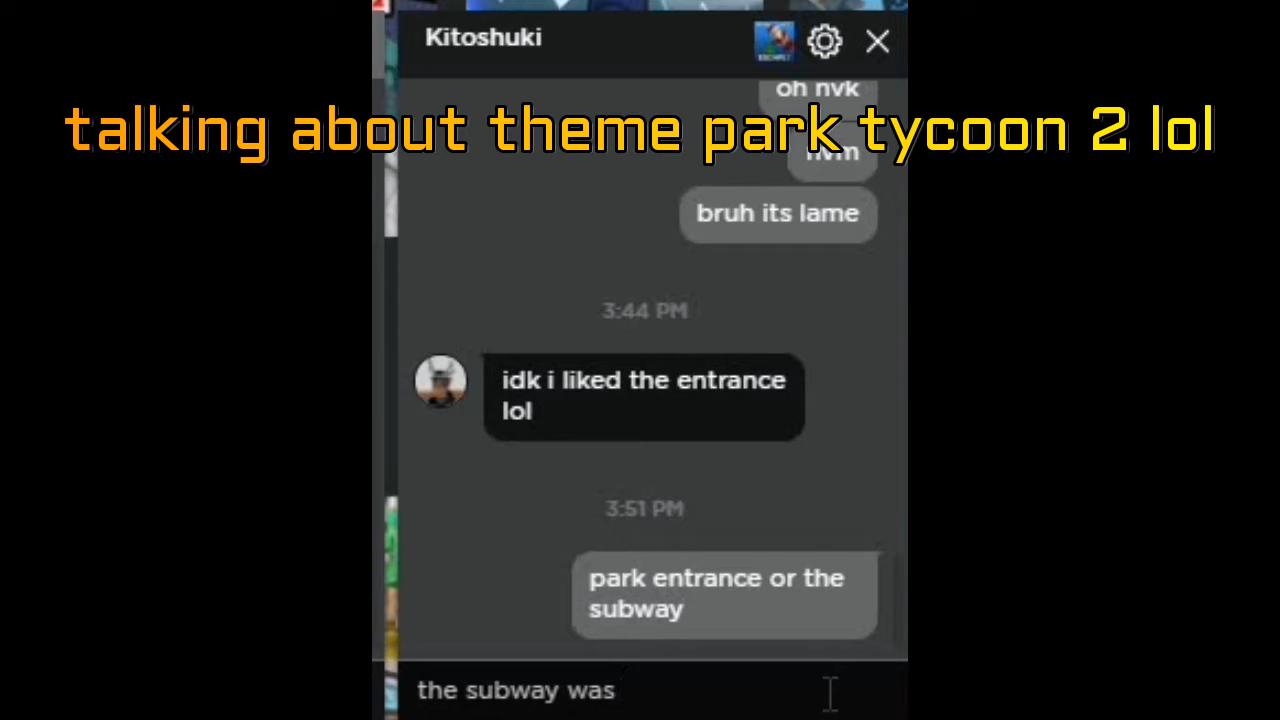 Kitoshuki
oh nvk
talking about theme park tycoon 2 lol
nvm
bruh its lame
3:44 PM
idk i liked the entrance
lol
3:51 PM
park entrance or the
subway
the subway was